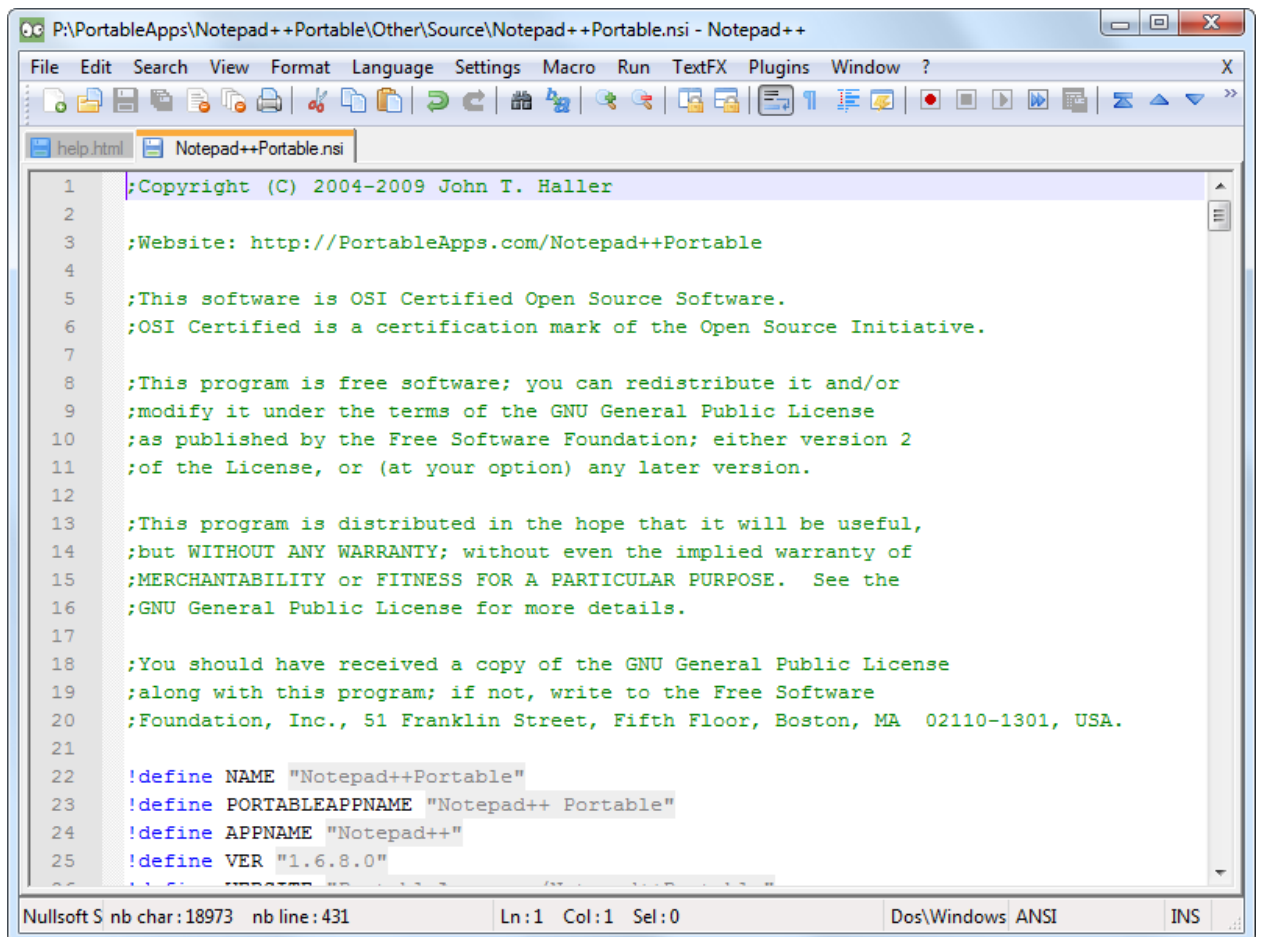 P:\PortableApps\Notepad++Portable\Other\Source\Notepad++Portable.nsi - Notepad++
File Edit Search View Format Language Settings Macro Run TextFX Plugins Window ? X
help.html Notepad++Portable.nsi
1 ;Copyright (C) 2004-2009 John T. Haller
2
3 ;Website: http://PortableApps.com/Notepad++Portable
4
5 ;This software is OSI Certified Open Source Software.
6 ;OSI Certified is a certification mark of the Open Source Initiative.
7
8 ;This program is free software; you can redistribute it and/or
9 ;modify it under the terms of the GNU General Public License
10 ;as published by the Free Software Foundation; either version 2
11 ;of the License, or (at your option) any later version.
12
13 ;This program is distributed in the hope that it will be useful,
14 ;but WITHOUT ANY WARRANTY; without even the implied warranty of
15 ;MERCHANTABILITY or FITNESS FOR A PARTICULAR PURPOSE.  See the
16 ;GNU General Public License for more details.
17
18 ;You should have received a copy of the GNU General Public License
19 ;along with this program; if not, write to the Free Software
20 ;Foundation, Inc., 51 Franklin Street, Fifth Floor, Boston, MA  02110-1301, USA.
21
22 !define NAME "Notepad++Portable"
23 !define PORTABLEAPPNAME "Notepad++ Portable"
24 !define APPNAME "Notepad++"
25 !define VER "1.6.8.0"
Nullsoft S nb char : 18973 nb line : 431 Ln : 1 Col : 1 Sel : 0 Dos\Windows ANSI INS